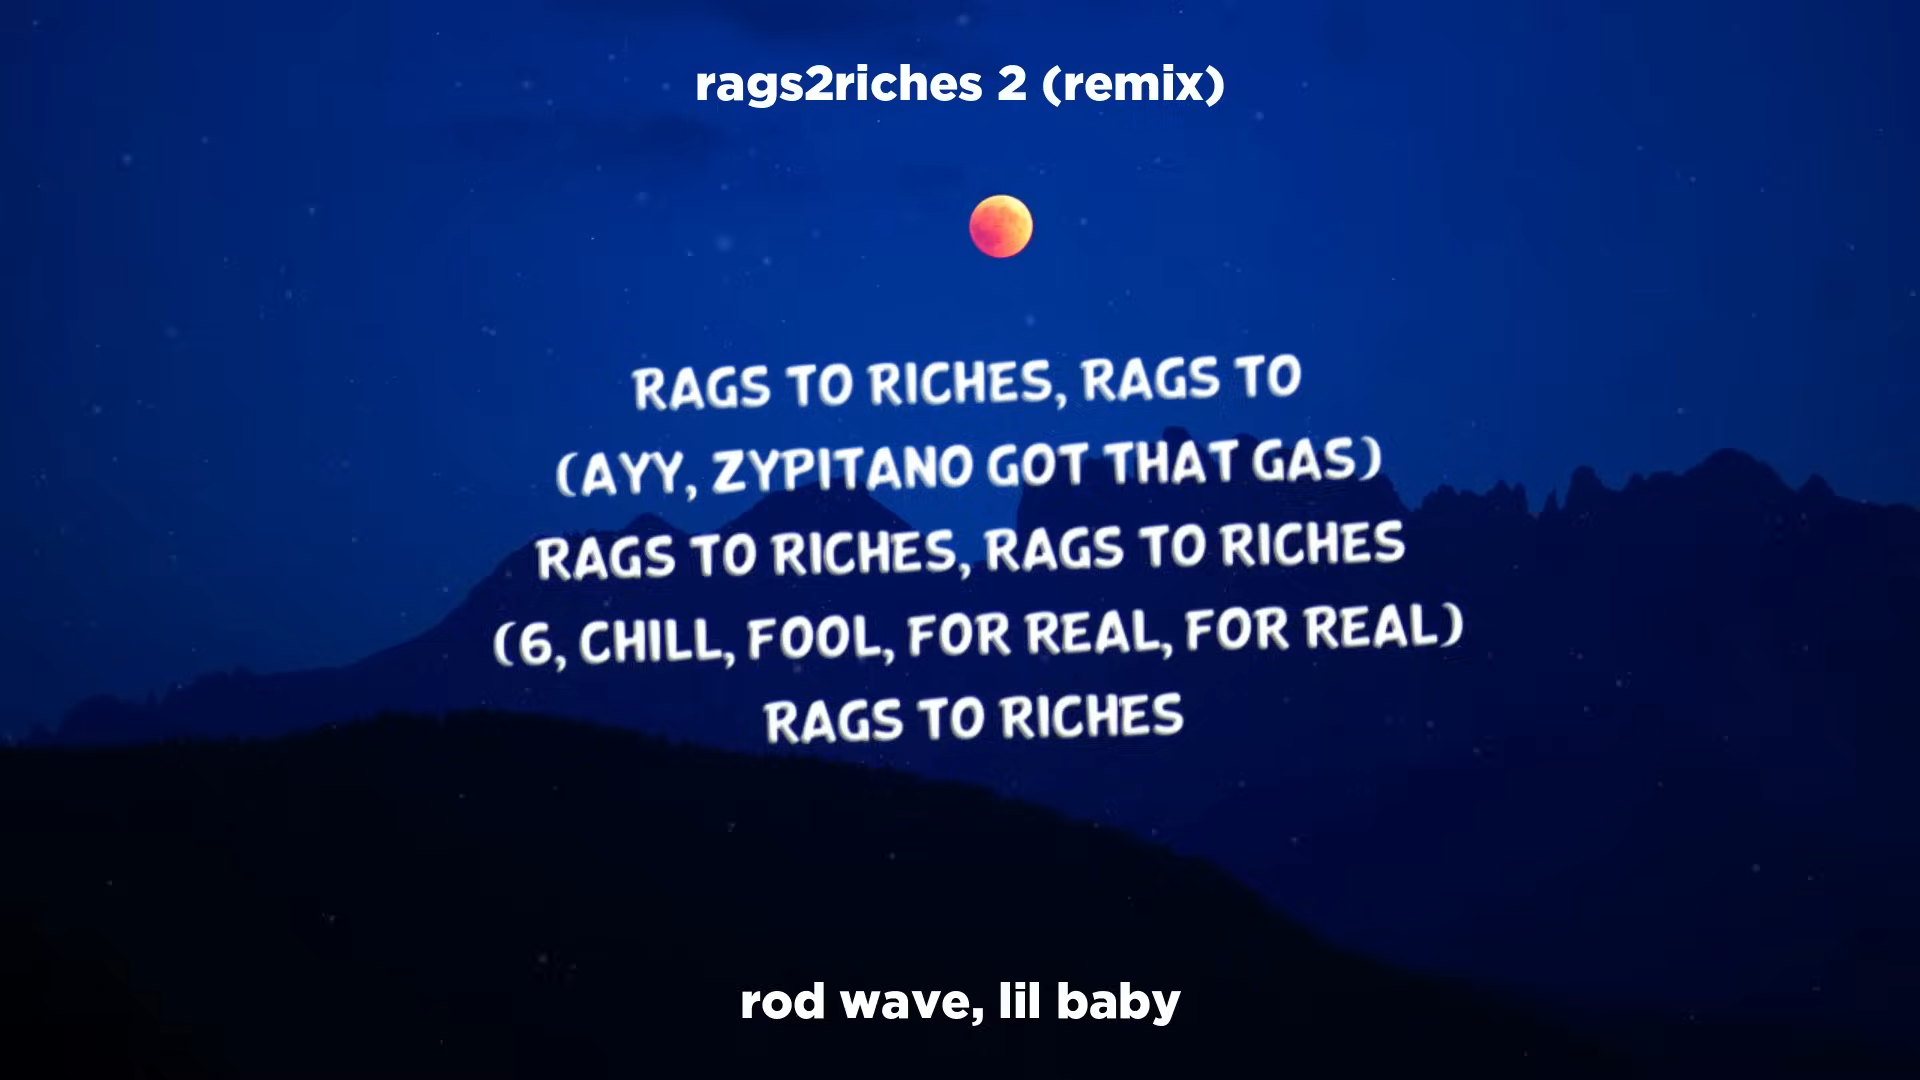 rags2riches 2 (remix)
RAGS TO RICHES, RAGS TO
(AYY, ZYPITANO GOT THAT GAS)
RAGS TO RICHES, RAGS TO RICHES
(6, CHILL, FOOL, FOR REAL, FOR REAL)
RAGS TO RICHES
rod wave, lil baby